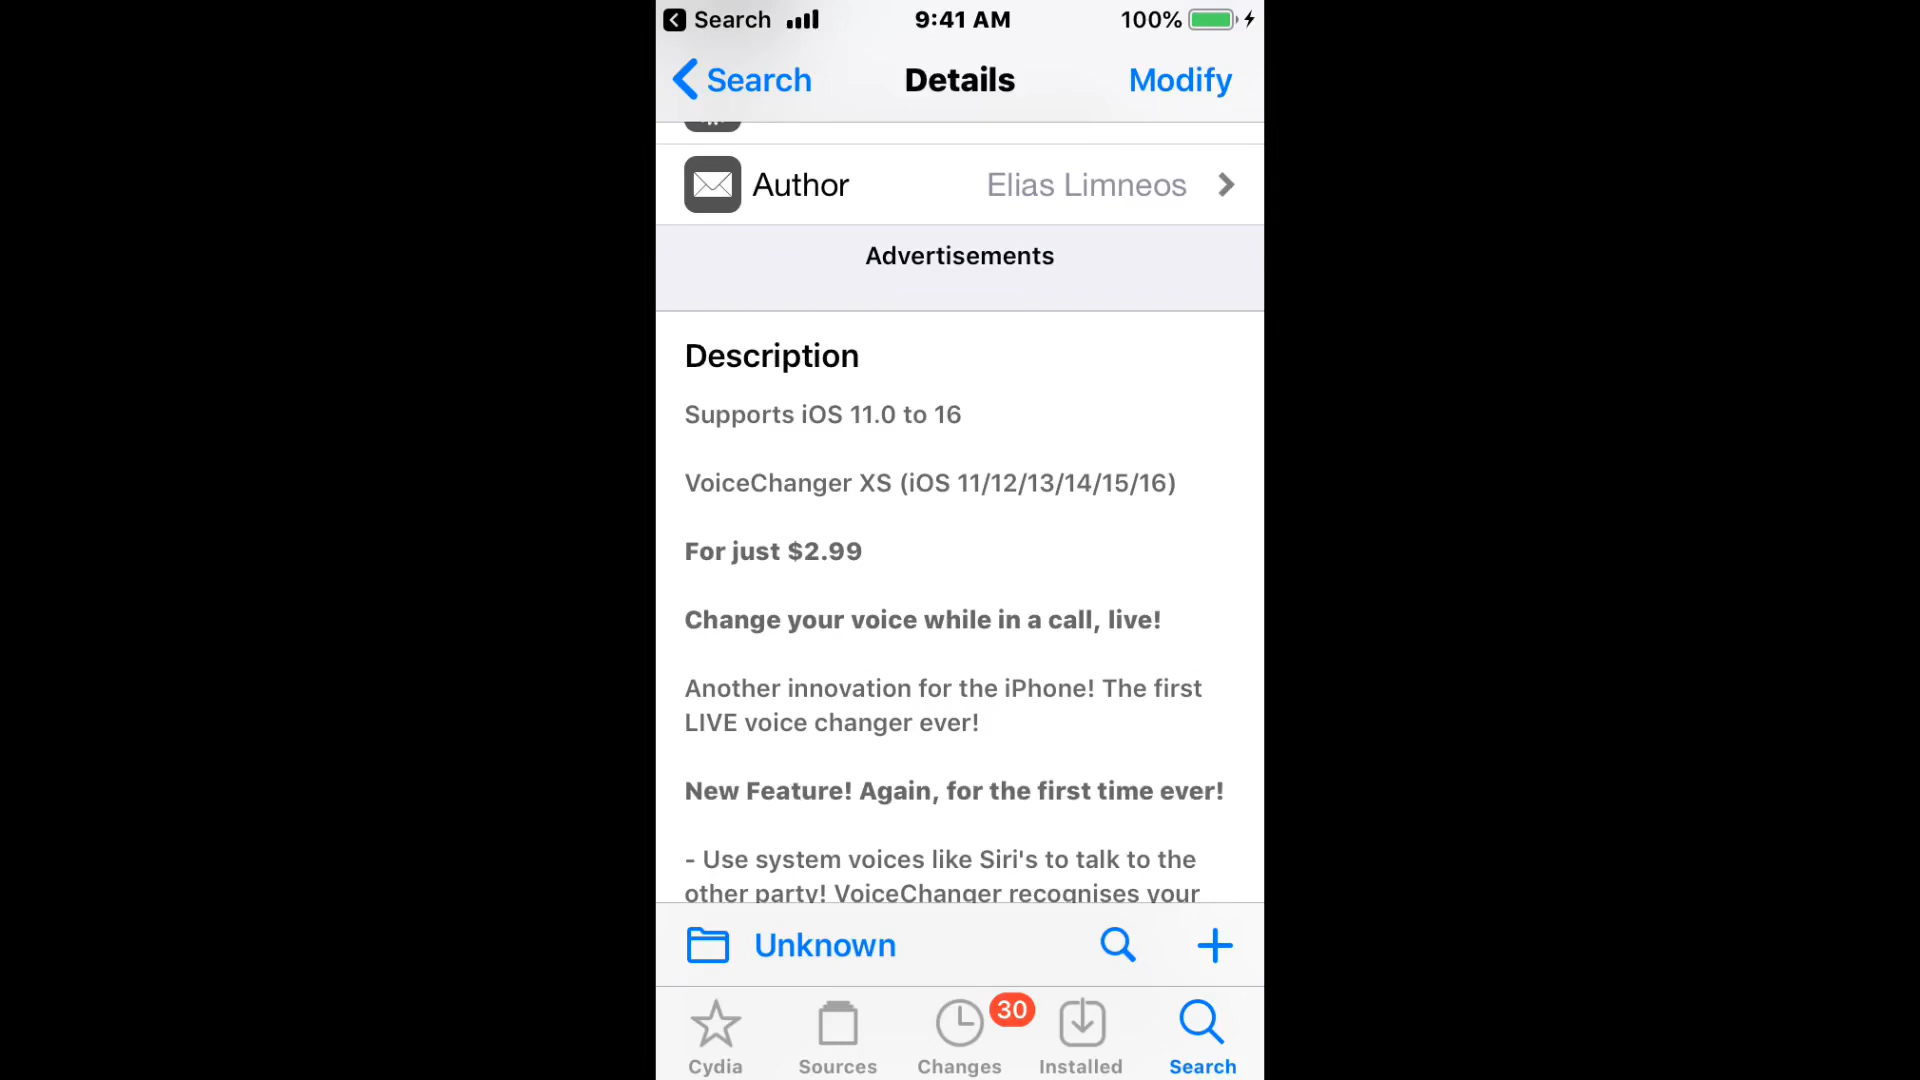 Search 9:41 AM 100%
Search Details Modify
Author Elias Limneos
Advertisements
Description
Supports iOS 11.0 to 16
VoiceChanger XS (iOS 11/12/13/14/15/16)
For just $2.99
Change your voice while in a call, live!
Another innovation for the iPhone! The first
LIVE voice changer ever!
New Feature! Again, for the first time ever!
- Use system voices like Siri's to talk to the
other party! VoiceChanger recognises your
Unknown
30
Cydia Sources Changes Installed Search